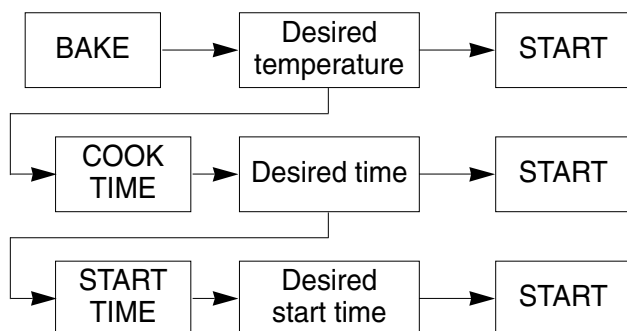 BAKE
Desired
temperature
START
COOK
TIME
Desired time
START
START
TIME
Desired
start time
START